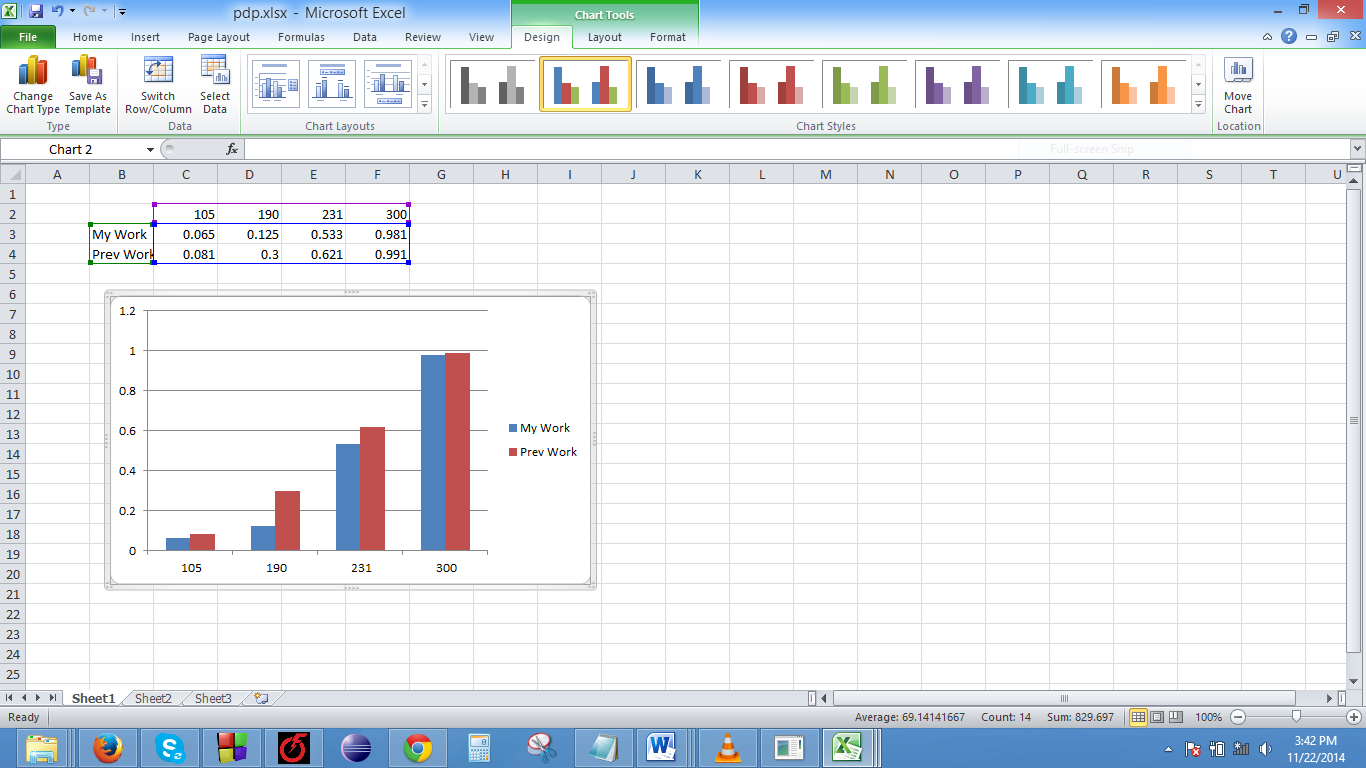 pdp.xlsx - Microsoft Excel
Chart Tools
File Home Insert Page Layout Formulas Data Review View Design Layout Format
Change Chart Type
Save As Template
Switch Row/Column
Select Data
Move Chart
Type Data Chart Layouts Chart Styles Location
Chart 2 fx Full-screen Snip
A B C D E F G H I J K L M N O P Q R S T U
1
2 105 190 231 300
3 My Work 0.065 0.125 0.533 0.981
4 Prev Work 0.081 0.3 0.621 0.991
5
6
7
8
9
10
11
12
13
14
15
16
17
18
19
20
21
22
23
24
25
1.2
1
0.8
0.6
0.4
0.2
0
105 190 231 300
My Work
Prev Work
Sheet1 Sheet2 Sheet3
Ready Average: 69.14141667 Count: 14 Sum: 829.697 100%
3:42 PM
11/22/2014